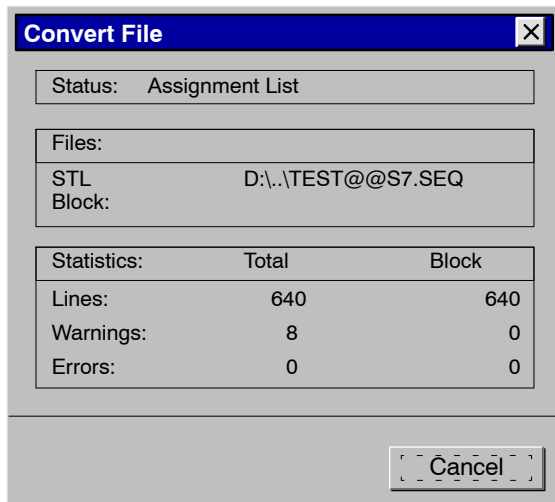 Convert File
Status: Assignment List
Files:
STL D:\..\TEST@@S7.SEQ
Block:
Statistics: Total Block
Lines: 640 640
Warnings: 8 0
Errors: 0 0
Cancel